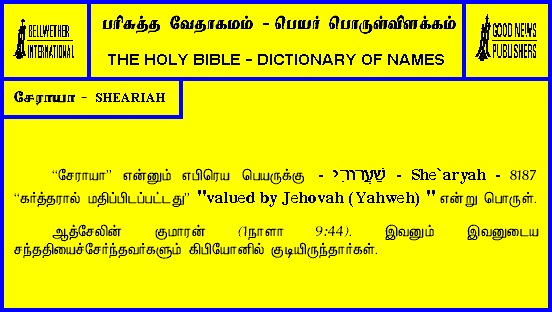 BELLWETHER
INTERNATIONAL
பரிசுத்த வேதாகமம் - பெயர் பொருள்விளக்கம்
THE HOLY BIBLE - DICTIONARY OF NAMES
GOOD NEWS
PUBLISHERS
சேராயா - SHEARIAH
“சேராயா” என்னும் எபிரெய பெயருக்கு - - She`aryah - 8187
“கர்த்தரால் மதிப்பிடப்பட்டது” "valued by Jehovah (Yahweh) " என்று பொருள்.
ஆத்சேலின் குமாரன் (1நாளா 9:44). இவனும் இவனுடைய
சந்ததியைச்சேர்ந்தவர்களும் கிபியோனில் குடியிருந்தார்கள்.